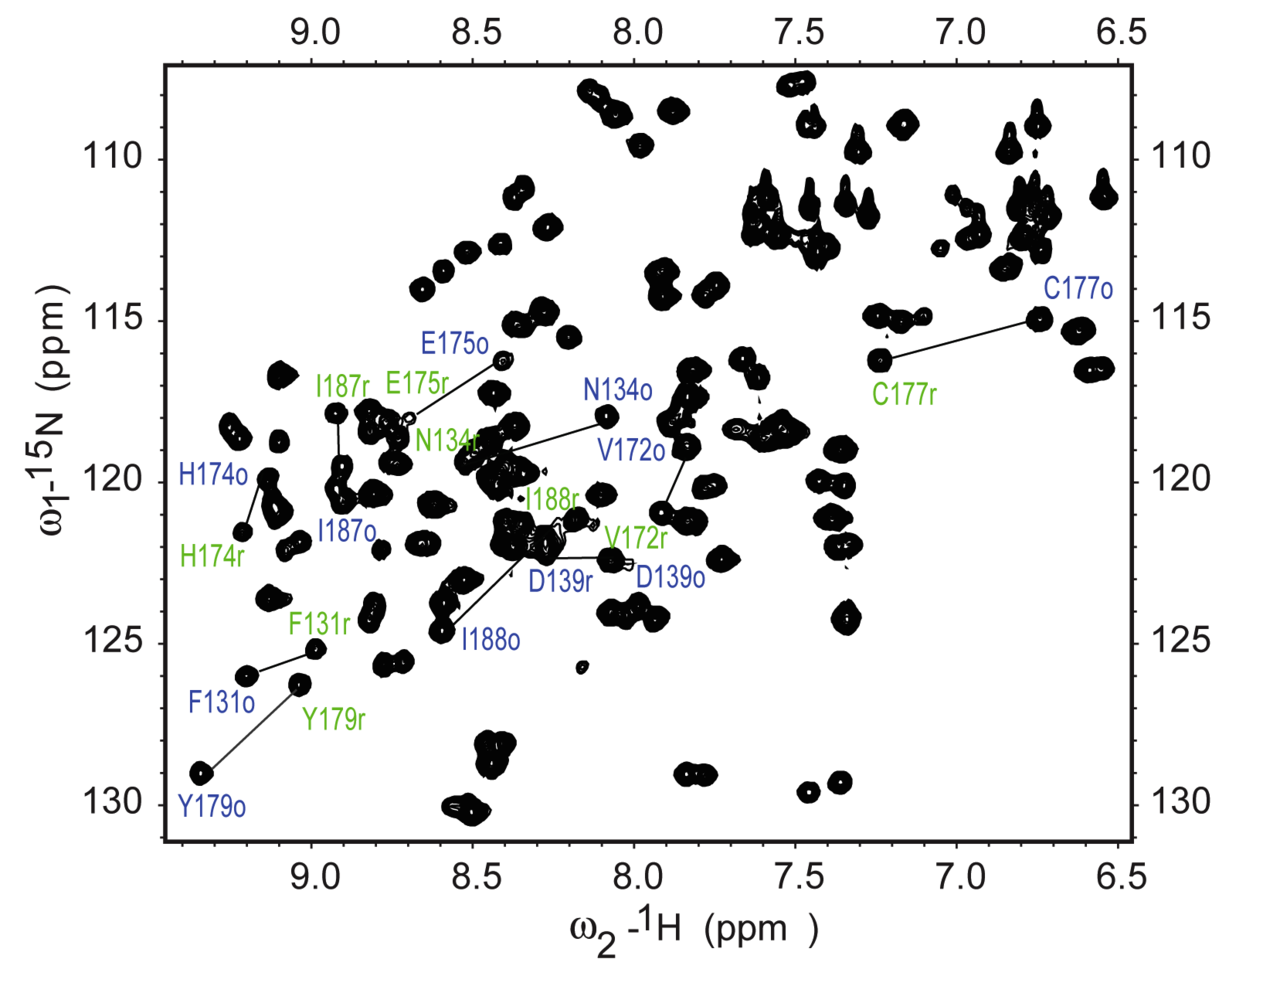 9.0 8.5 8.0 7.5 7.0 6.5
110 110
C177o
115 115
E175o
I187r E175r N134o
C177r
N134r
V172o
H174o 120 120
I188r
I187o
V172r
H174r
D139r D139o
F131r
125 I188o 125
F131o
Y179r
130 Y179o 130
9.0 8.5 8.0 7.5 7.0 6.5
ω1-15N (ppm)
ω2 -1H (ppm )